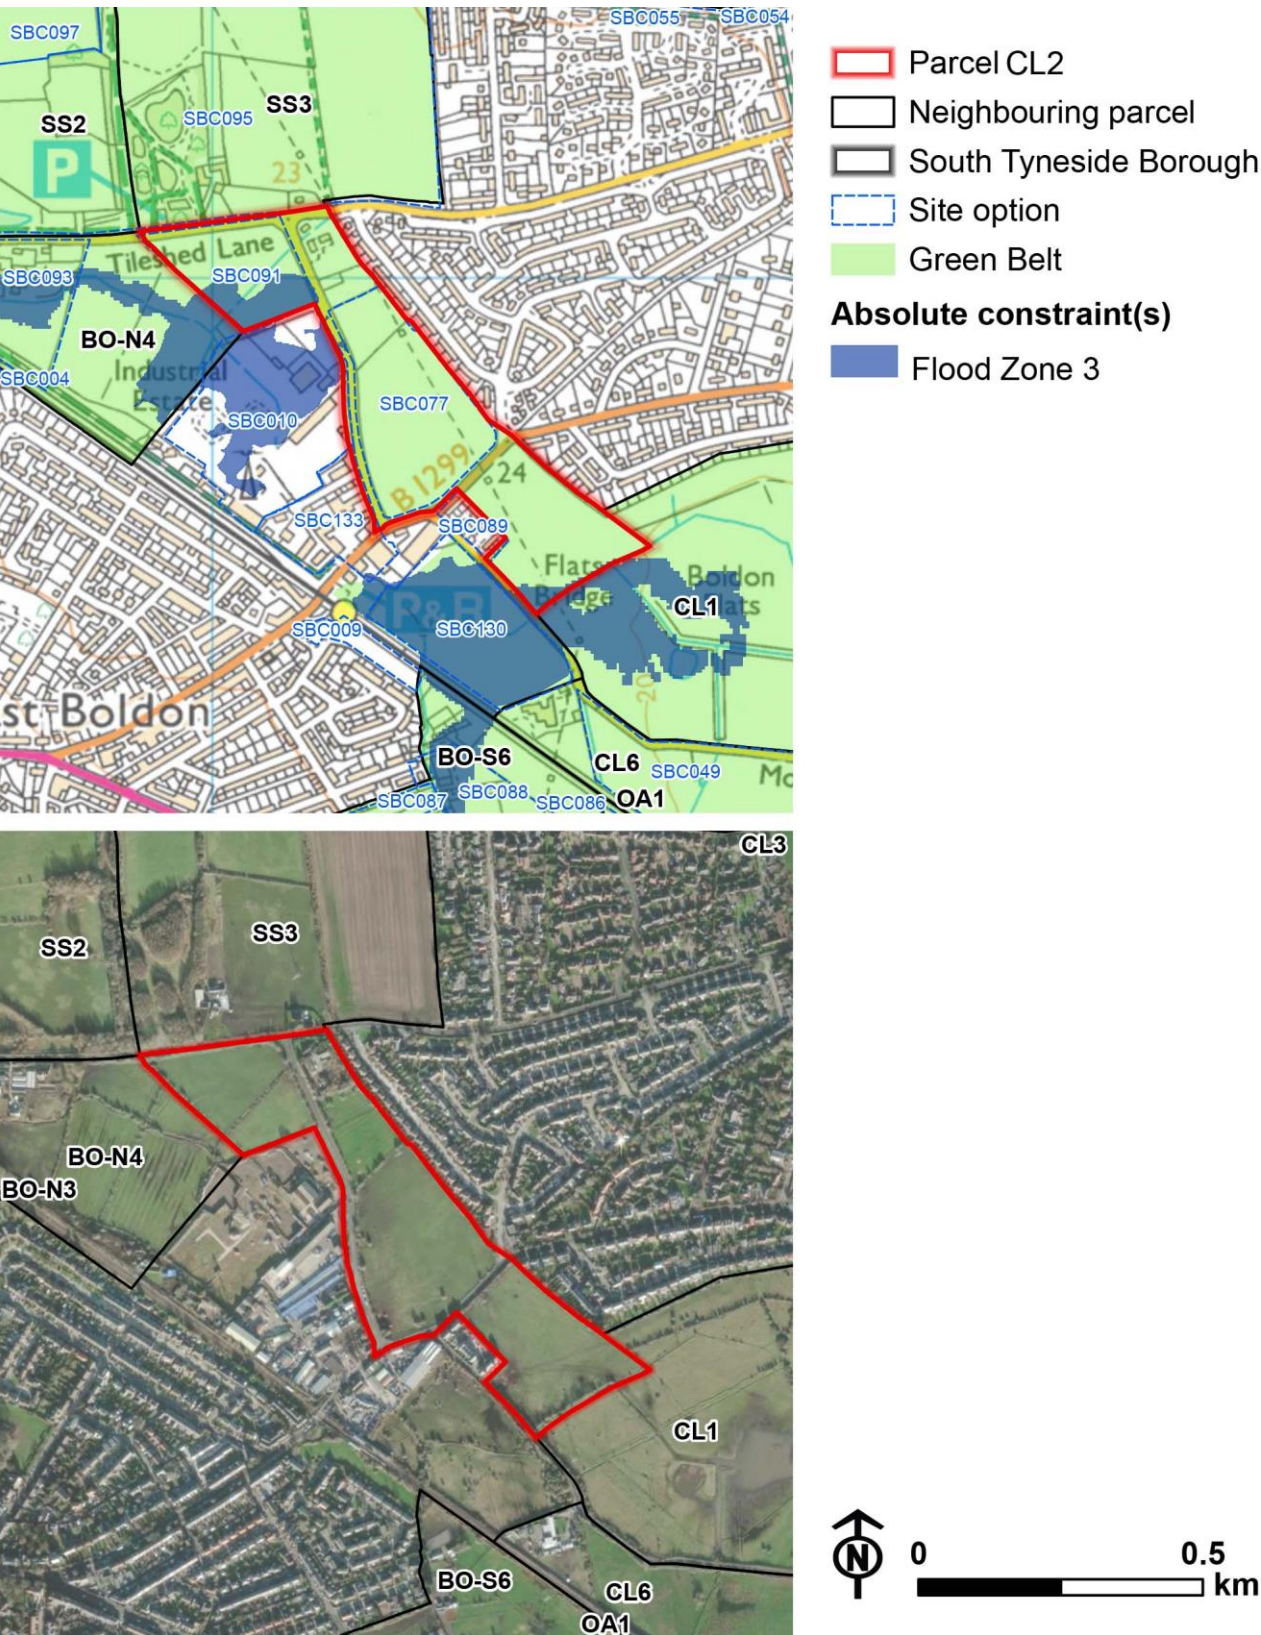 SBC097
SBC055
SBC054
SS2
SBC095
SS3
P
23
Tileshed Lane
SBC093
SBC091
BO-N4
Industrial
Estate
SBC004
SBC077
SBC010
B 1299
24
SBC133
SBC089
Flats
Bridge
Boldon
Flats
CL1
P&R
SBC130
SBC009
20
st Boldon
BO-S6
CL6
SBC049
Mo
SBC087
SBC088
SBC086
OA1
Parcel CL2
Neighbouring parcel
South Tyneside Borough
Site option
Green Belt
Absolute constraint(s)
Flood Zone 3
CL3
SS2
SS3
BO-N4
BO-N3
CL1
BO-S6
CL6
OA1
N
0 0.5
km